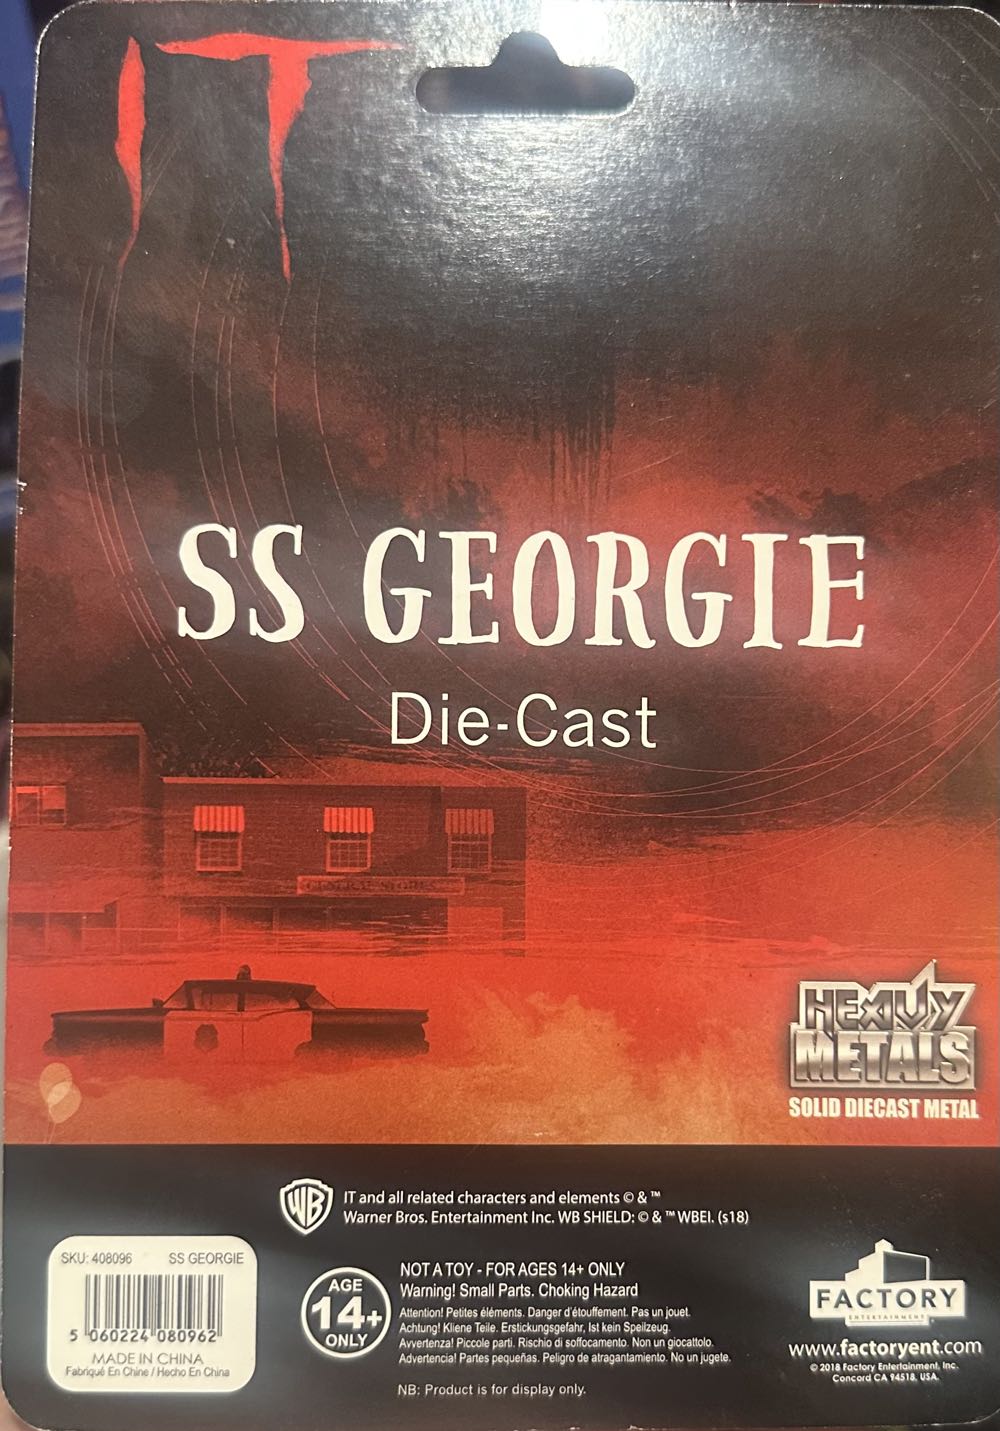 IT
SS GEORGIE
Die-Cast
GENERAL STORES
HEAVY
METALS
SOLID DIECAST METAL
WB
IT and all related characters and elements © & ™
Warner Bros. Entertainment Inc. WB SHIELD: © & ™ WBEI. (s18)
SKU: 408096 SS GEORGIE
5 060224 080962
MADE IN CHINA
Fabriqué En Chine / Hecho En China
AGE
14+
ONLY
NOT A TOY - FOR AGES 14+ ONLY
Warning! Small Parts. Choking Hazard
Attention! Petites éléments. Danger d'étouffement. Pas un jouet.
Achtung! Kliene Teile. Erstickungsgefahr, Ist kein Speilzeug.
Avvertenza! Piccole parti. Rischio di soffocamento. Non un giocattolo.
Advertencia! Partes pequeñas. Peligro de atragantamiento. No un jugete.
NB: Product is for display only.
FACTORY
ENTERTAINMENT
www.factoryent.com
© 2018 Factory Entertainment, Inc.
Concord CA 94518, USA.